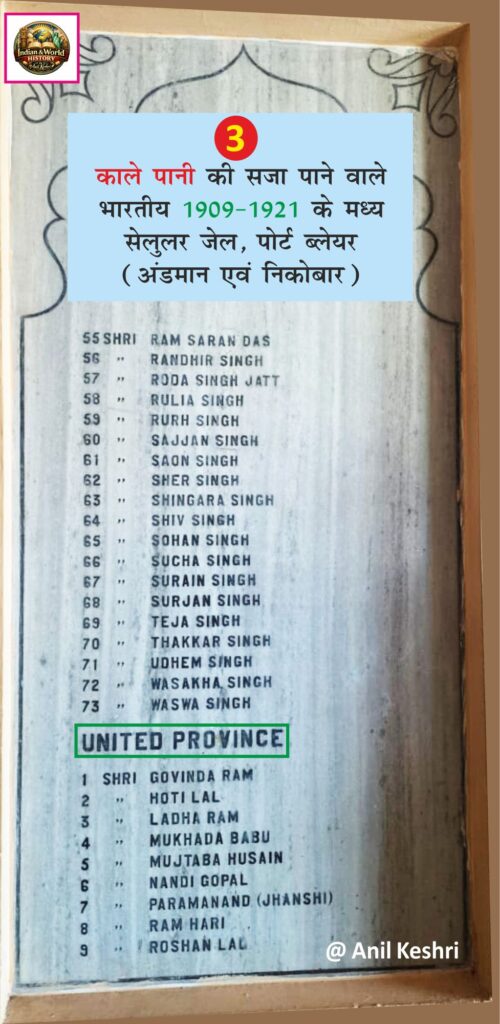 Indian & World
HISTORY
Anil Keshri
3
काले पानी की सजा पाने वाले
भारतीय 1909-1921 के मध्य
सेलुलर जेल, पोर्ट ब्लेयर
( अंडमान एवं निकोबार )
55 SHRI RAM SARAN DAS
56 " RANDHIR SINGH
57 " RODA SINGH JATT
58 " RULIA SINGH
59 " RURH SINGH
60 " SAJJAN SINGH
61 " SAON SINGH
62 " SHER SINGH
63 " SHINGARA SINGH
64 " SHIV SINGH
65 " SOHAN SINGH
66 " SUCHA SINGH
67 " SURAIN SINGH
68 " SURJAN SINGH
69 " TEJA SINGH
70 " THAKKAR SINGH
71 " UDHEM SINGH
72 " WASAKHA SINGH
73 " WASWA SINGH
UNITED PROVINCE
1 SHRI GOVINDA RAM
2 " HOTI LAL
3 " LADHA RAM
4 " MUKHADA BABU
5 " MUJTABA HUSAIN
6 " NANDI GOPAL
7 " PARAMANAND (JHANSHI)
8 " RAM HARI
9 " ROSHAN LAL
@ Anil Keshri